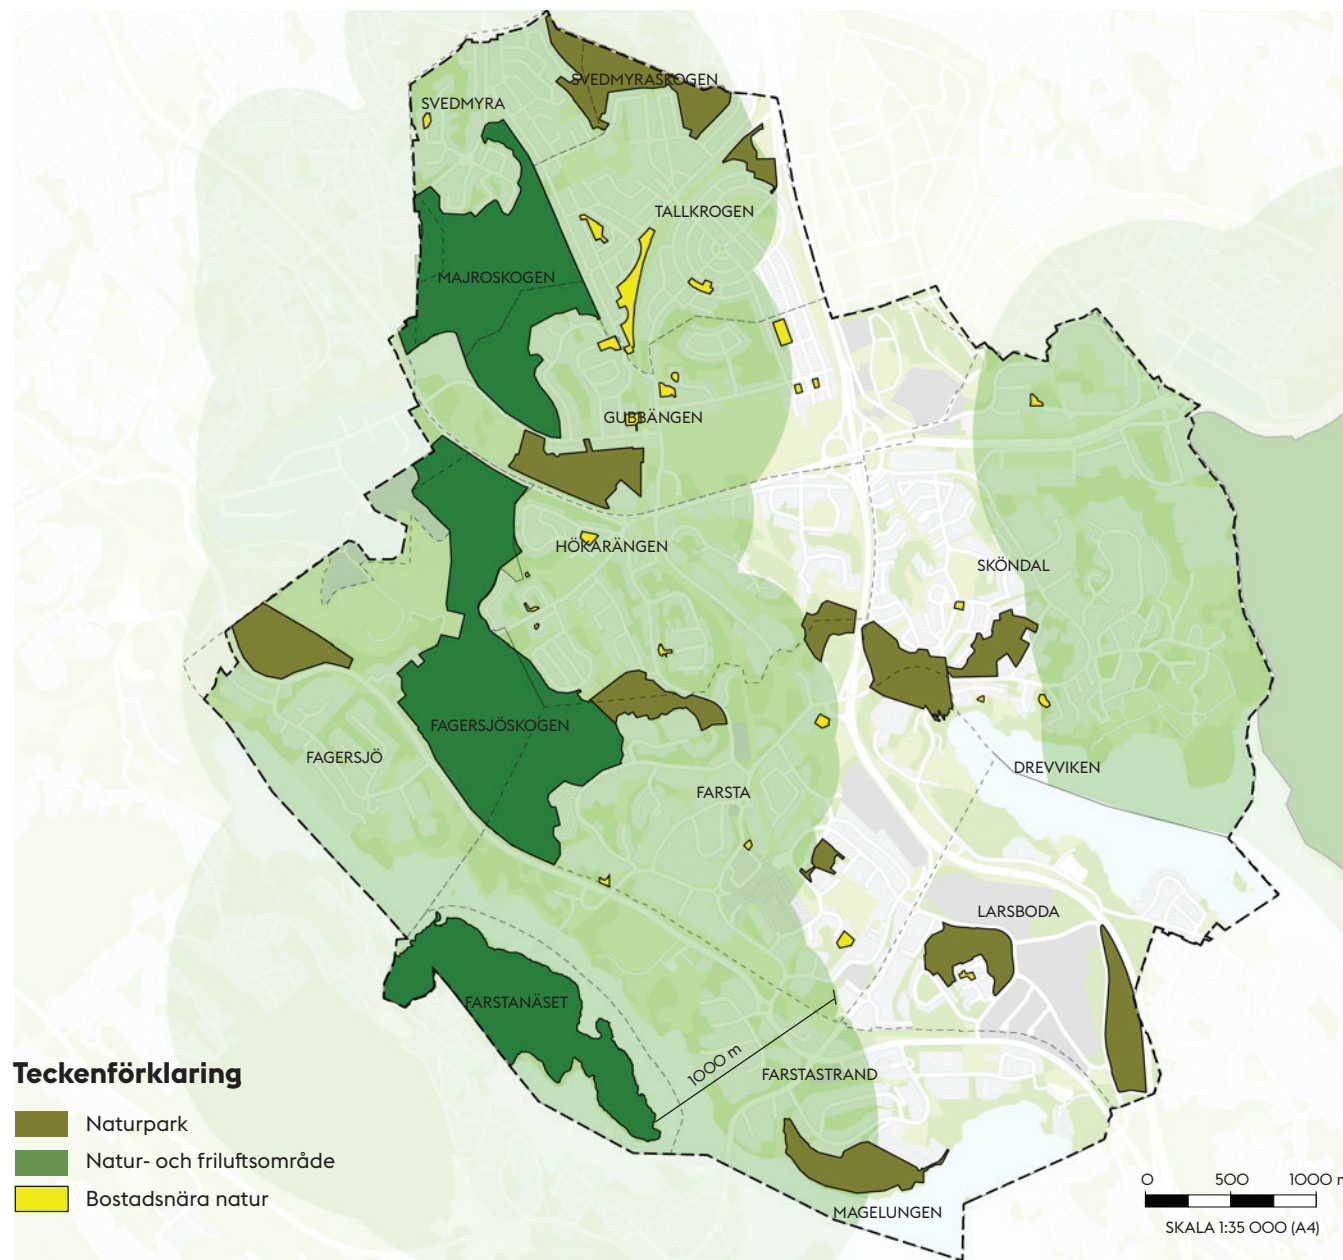 SVEDMYRASKOGEN
SVEDMYRA
TALLKROGEN
MAJROSKOGEN
GUBBÄNGEN
HÖKARÄNGEN
SKÖNDAL
FAGERSJÖSKOGEN
FAGERSJÖ
DREVVIKEN
FARSTA
LARSBODA
FARSTANÄSET
1000 m
FARSTASTRAND
MAGELUNGEN
Teckenförklaring
Naturpark
Natur- och friluftsområde
Bostadsnära natur
0 500 1000 m
SKALA 1:35 000 (A4)